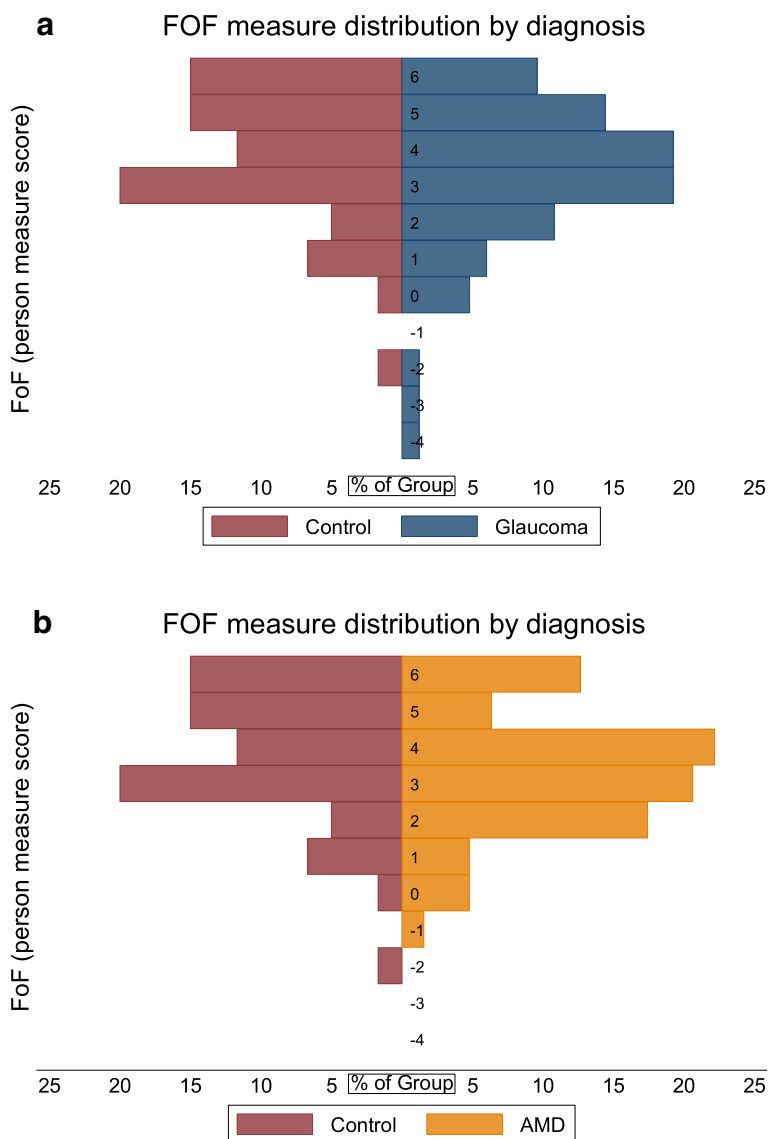 a
FOF measure distribution by diagnosis
FoF (person measure score)
6
5
4
3
2
1
0
-1
-2
-3
-4
25 20 15 10 5 % of Group 5 10 15 20 25
Control Glaucoma
b
FOF measure distribution by diagnosis
FoF (person measure score)
6
5
4
3
2
1
0
-1
-2
-3
-4
25 20 15 10 5 % of Group 5 10 15 20 25
Control AMD